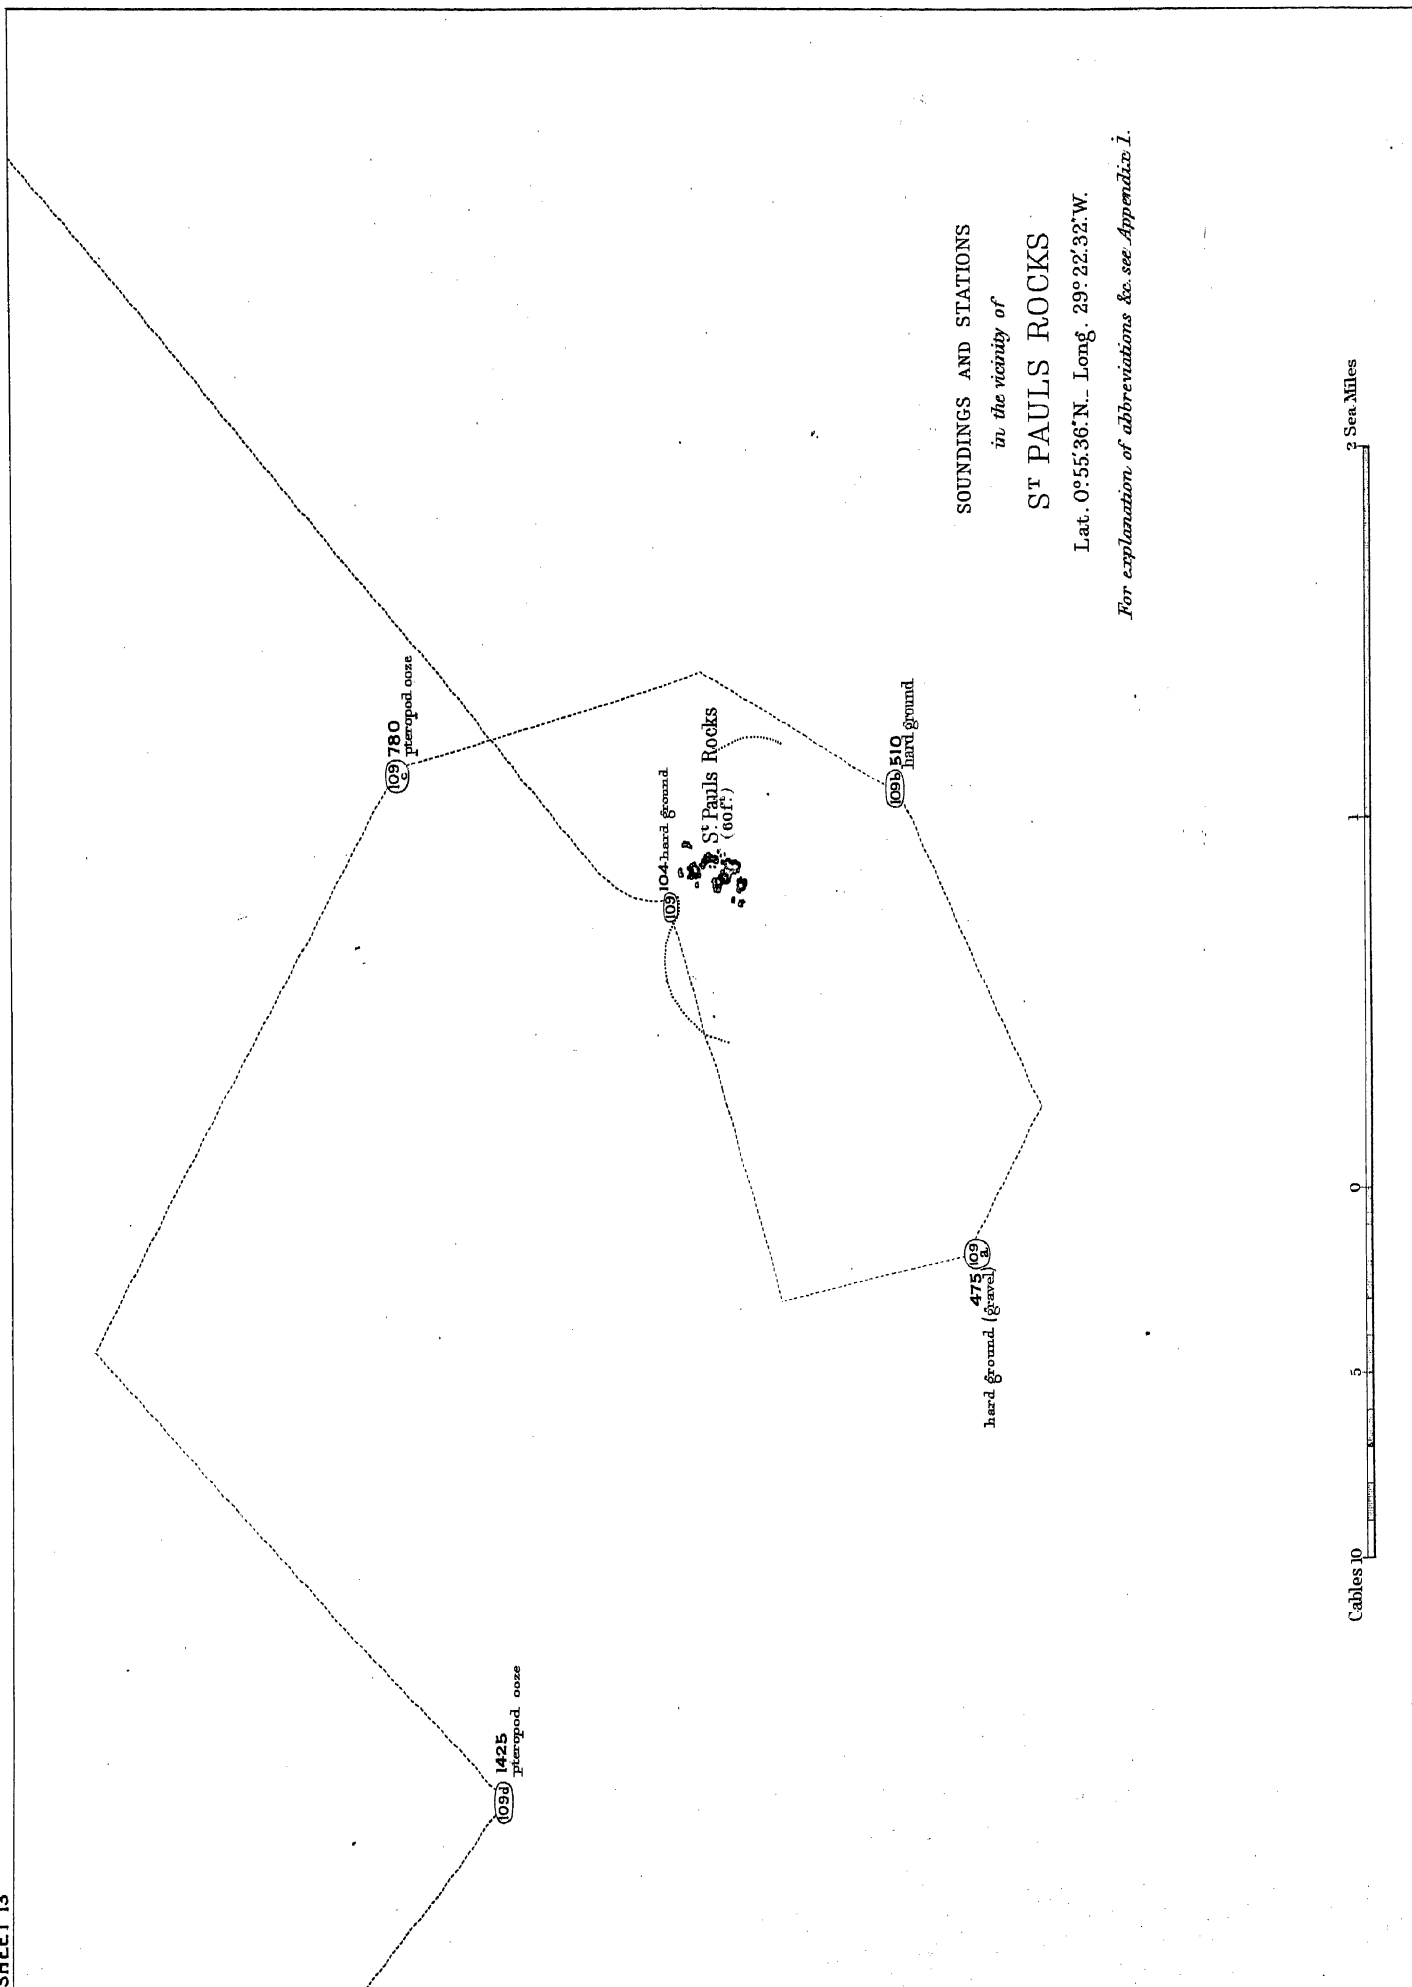 SHEET 13
SOUNDINGS AND STATIONS
in the vicinity of
Sᵀ PAULS ROCKS
Lat. 0°.55'.36"N._ Long. 29°.22'.32"W.
For explanation of abbreviations &c. see Appendix 1.
109c 780
pteropod ooze
109 104 hard ground
Sᵗ Pauls Rocks
(60fᵗ.)
109b 510
hard ground
475 109a
hard ground (gravel)
109d 1425
pteropod ooze
Cables 10 5 0 1 2 Sea Miles